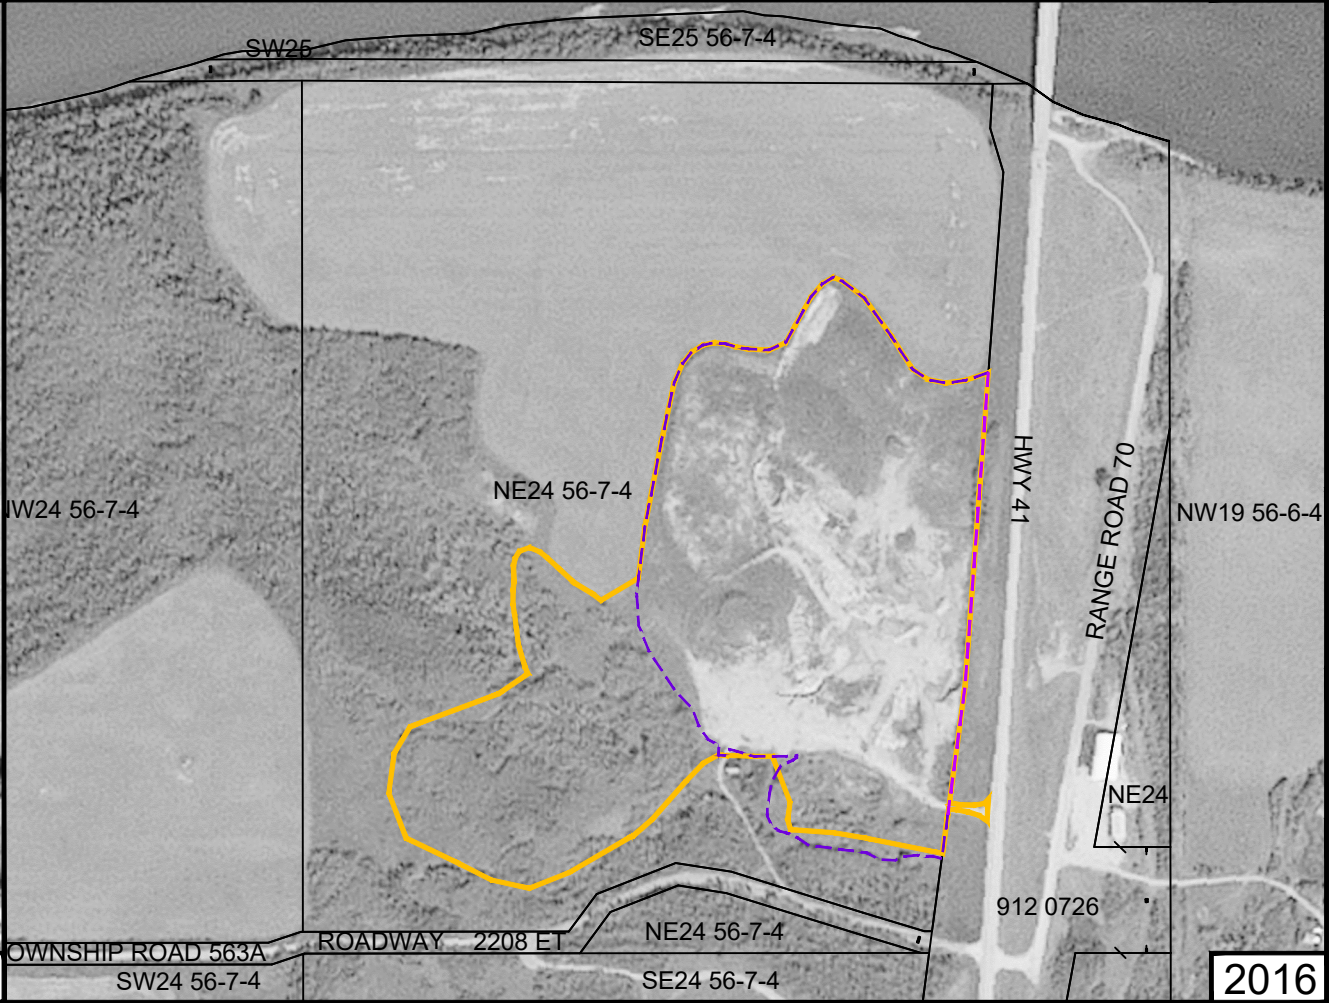 SW25
SE25 56-7-4
NE24 56-7-4
NW24 56-7-4
HWY 41
RANGE ROAD 70
NW19 56-6-4
NE24
912 0726
OWNSHIP ROAD 563A
ROADWAY 2208 ET
NE24 56-7-4
SW24 56-7-4
SE24 56-7-4
2016